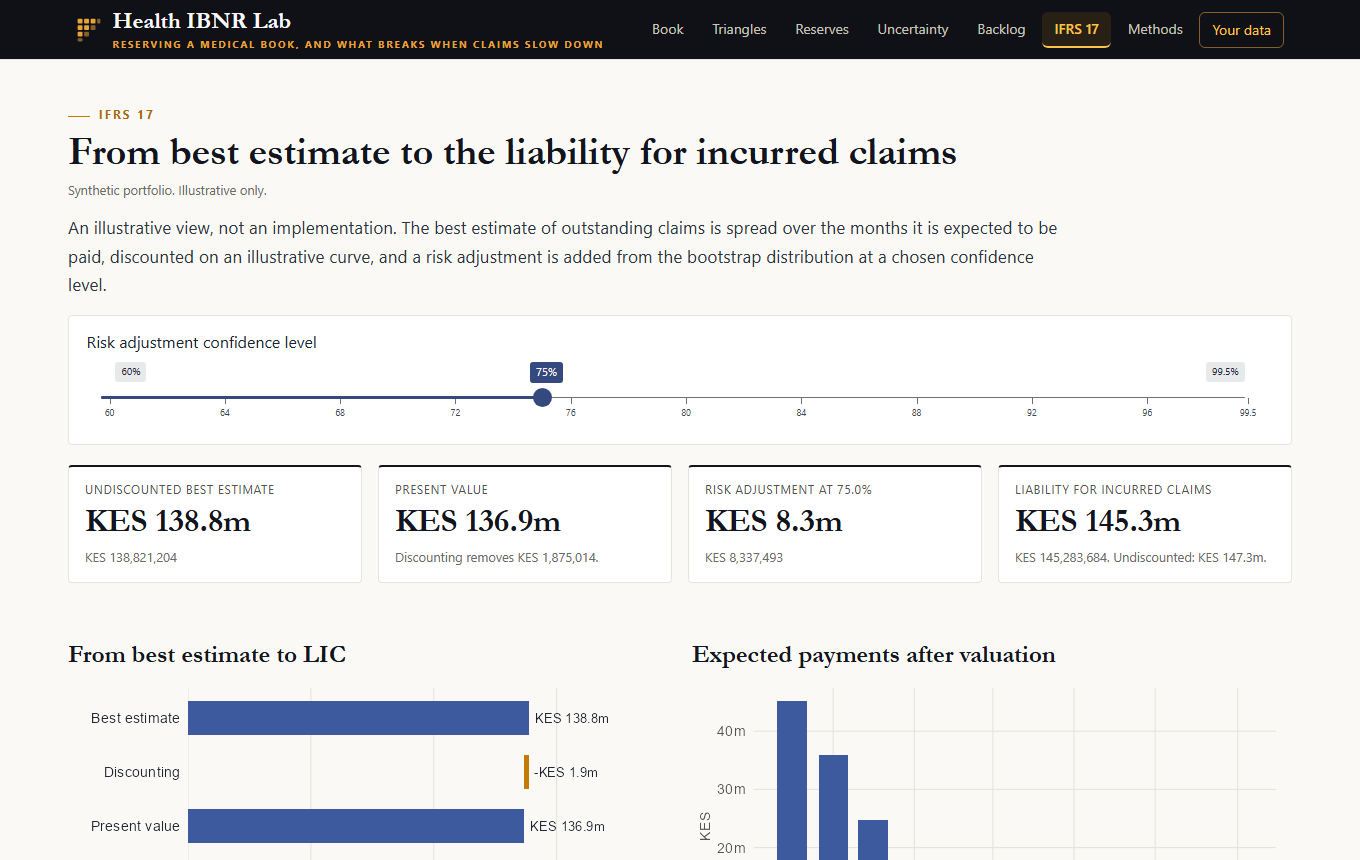 Health IBNR Lab
RESERVING A MEDICAL BOOK, AND WHAT BREAKS WHEN CLAIMS SLOW DOWN
Book Triangles Reserves Uncertainty Backlog IFRS 17 Methods Your data
IFRS 17
From best estimate to the liability for incurred claims
Synthetic portfolio. Illustrative only.
An illustrative view, not an implementation. The best estimate of outstanding claims is spread over the months it is expected to be
paid, discounted on an illustrative curve, and a risk adjustment is added from the bootstrap distribution at a chosen confidence
level.
Risk adjustment confidence level
60% 75% 99.5%
60 64 68 72 76 80 84 88 92 96 99.5
UNDISCOUNTED BEST ESTIMATE
KES 138.8m
KES 138,821,204
PRESENT VALUE
KES 136.9m
Discounting removes KES 1,875,014.
RISK ADJUSTMENT AT 75.0%
KES 8.3m
KES 8,337,493
LIABILITY FOR INCURRED CLAIMS
KES 145.3m
KES 145,283,684. Undiscounted: KES 147.3m.
From best estimate to LIC
Best estimate KES 138.8m
Discounting -KES 1.9m
Present value KES 136.9m
Expected payments after valuation
40m
30m
20m
KES